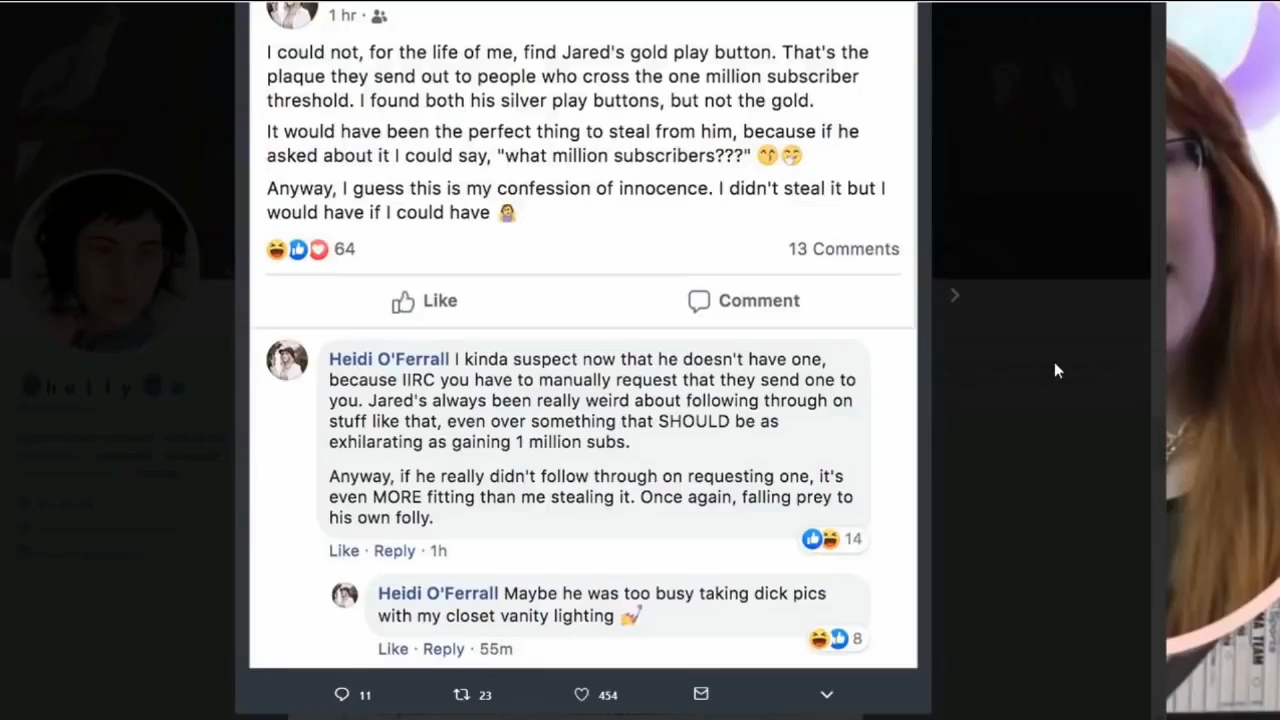 1 hr ·
I could not, for the life of me, find Jared's gold play button. That's the
plaque they send out to people who cross the one million subscriber
threshold. I found both his silver play buttons, but not the gold.
It would have been the perfect thing to steal from him, because if he
asked about it I could say, "what million subscribers???" 😙😁
Anyway, I guess this is my confession of innocence. I didn't steal it but I
would have if I could have 🤷‍♀️
64
13 Comments
Like
Comment
Heidi O'Ferrall I kinda suspect now that he doesn't have one,
because IIRC you have to manually request that they send one to
you. Jared's always been really weird about following through on
stuff like that, even over something that SHOULD be as
exhilarating as gaining 1 million subs.
Anyway, if he really didn't follow through on requesting one, it's
even MORE fitting than me stealing it. Once again, falling prey to
his own folly.
14
Like · Reply · 1h
Heidi O'Ferrall Maybe he was too busy taking dick pics
with my closet vanity lighting 💅
8
Like · Reply · 55m
11
23
454
TEAM